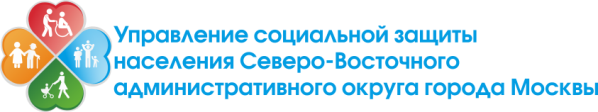 Управление социальной защиты
населения Северо-Восточного
административного округа города Москвы